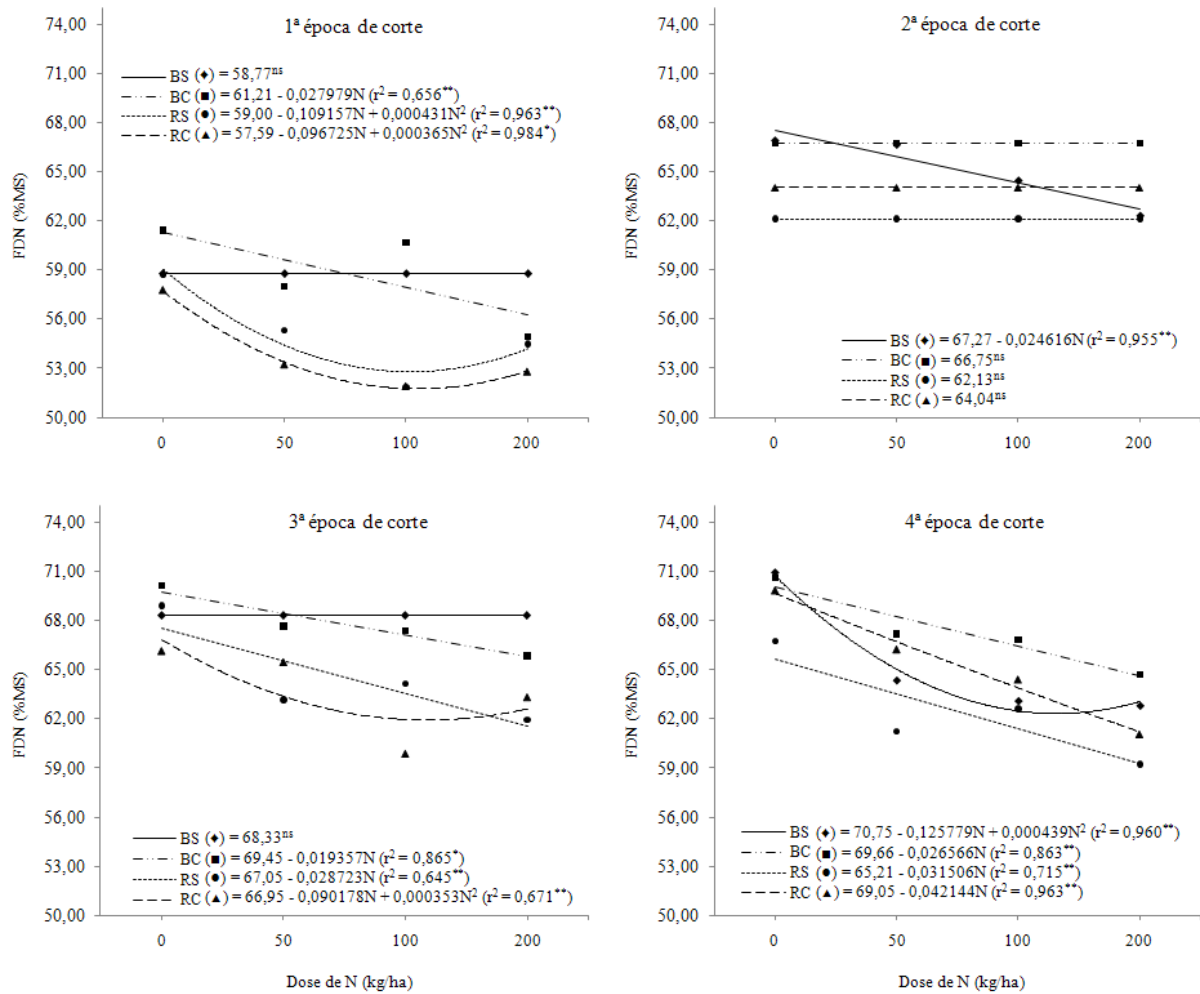 1ª época de corte
FDN (%MS)
74,00
71,00
68,00
65,00
62,00
59,00
56,00
53,00
50,00
BS (♦) = 58,77ⁿˢ
BC (■) = 61,21 - 0,027979N (r² = 0,656**)
RS (●) = 59,00 - 0,109157N + 0,000431N² (r² = 0,963**)
RC (▲) = 57,59 - 0,096725N + 0,000365N² (r² = 0,984*)
0 50 100 200
2ª época de corte
FDN (%MS)
74,00
71,00
68,00
65,00
62,00
59,00
56,00
53,00
50,00
BS (♦) = 67,27 - 0,024616N (r² = 0,955**)
BC (■) = 66,75ⁿˢ
RS (●) = 62,13ⁿˢ
RC (▲) = 64,04ⁿˢ
0 50 100 200
3ª época de corte
FDN (%MS)
74,00
71,00
68,00
65,00
62,00
59,00
56,00
53,00
50,00
BS (♦) = 68,33ⁿˢ
BC (■) = 69,45 - 0,019357N (r² = 0,865*)
RS (●) = 67,05 - 0,028723N (r² = 0,645**)
RC (▲) = 66,95 - 0,090178N + 0,000353N² (r² = 0,671**)
0 50 100 200
Dose de N (kg/ha)
4ª época de corte
FDN (%MS)
74,00
71,00
68,00
65,00
62,00
59,00
56,00
53,00
50,00
BS (♦) = 70,75 - 0,125779N + 0,000439N² (r² = 0,960**)
BC (■) = 69,66 - 0,026566N (r² = 0,863**)
RS (●) = 65,21 - 0,031506N (r² = 0,715**)
RC (▲) = 69,05 - 0,042144N (r² = 0,963**)
0 50 100 200
Dose de N (kg/ha)